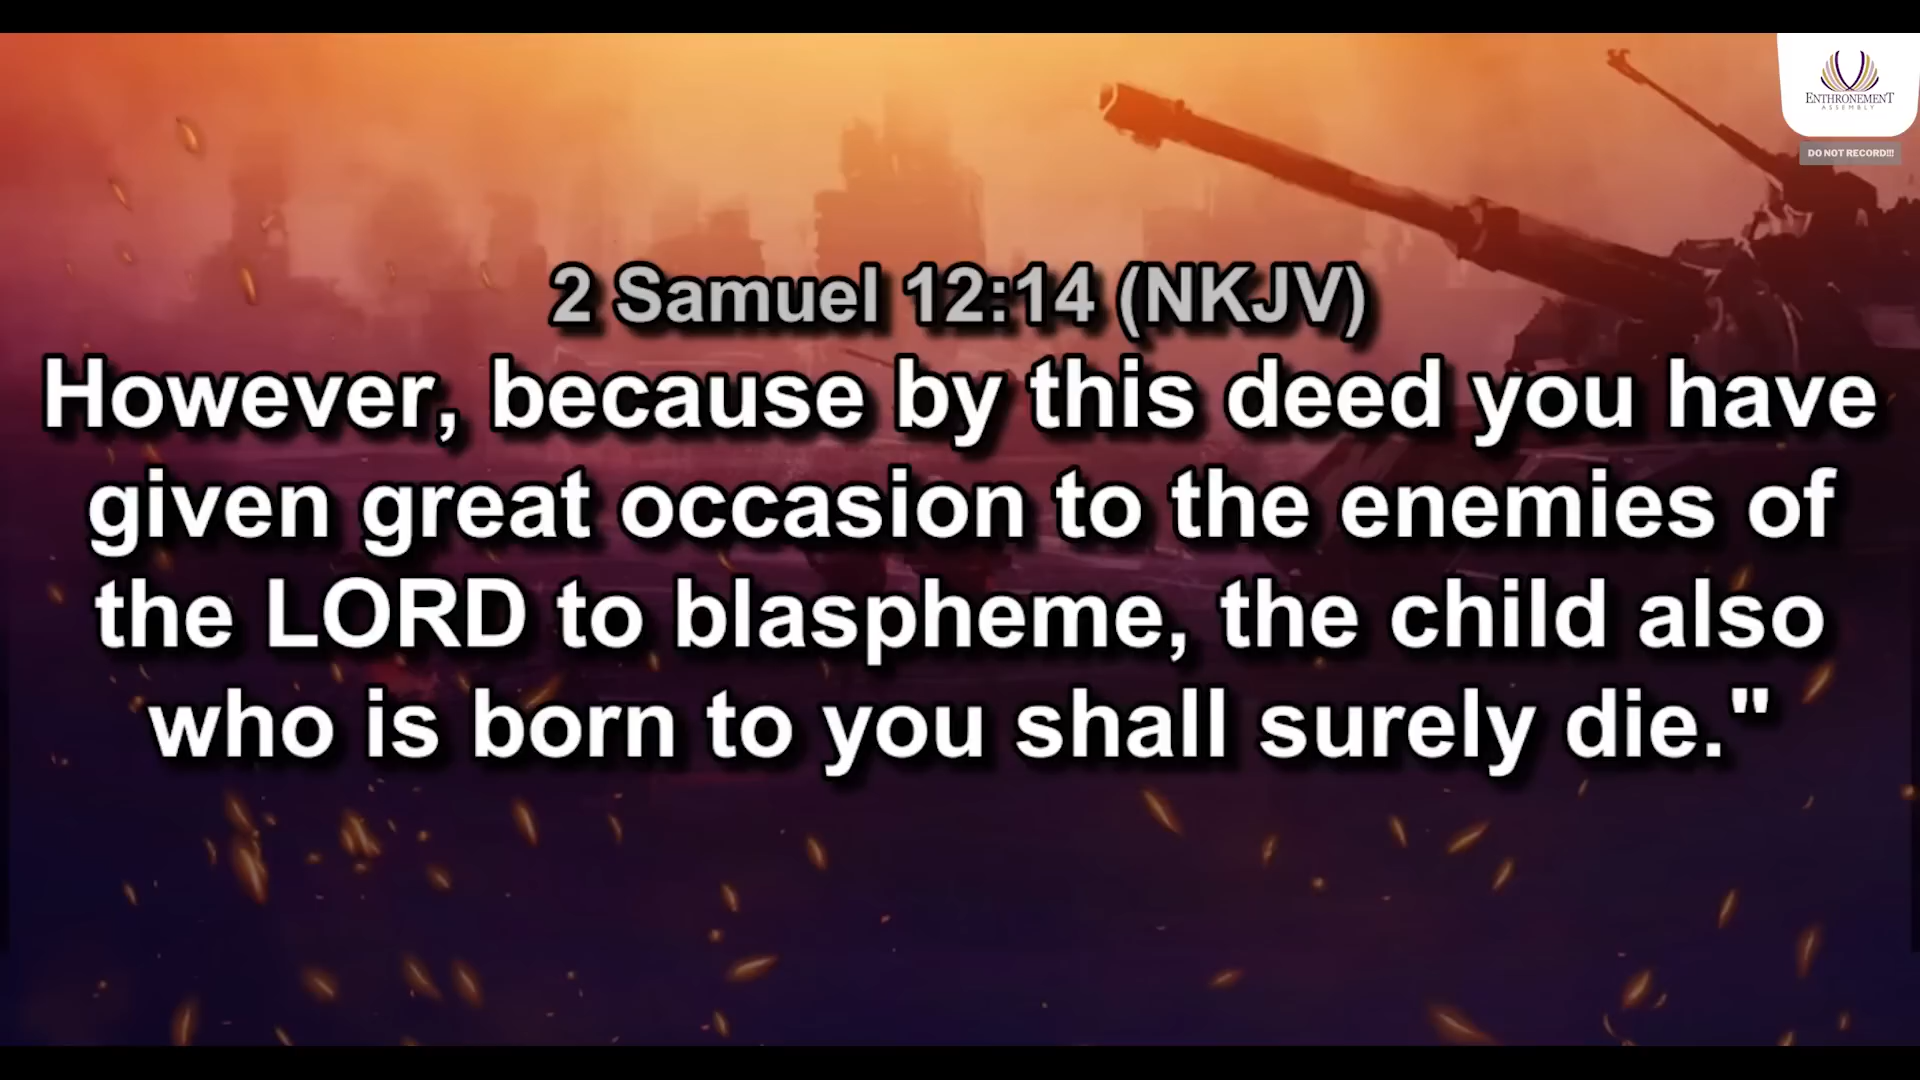 ENTHRONEMENT
ASSEMBLY
DO NOT RECORD!!!
2 Samuel 12:14 (NKJV)
However, because by this deed you have
given great occasion to the enemies of
the LORD to blaspheme, the child also
who is born to you shall surely die."